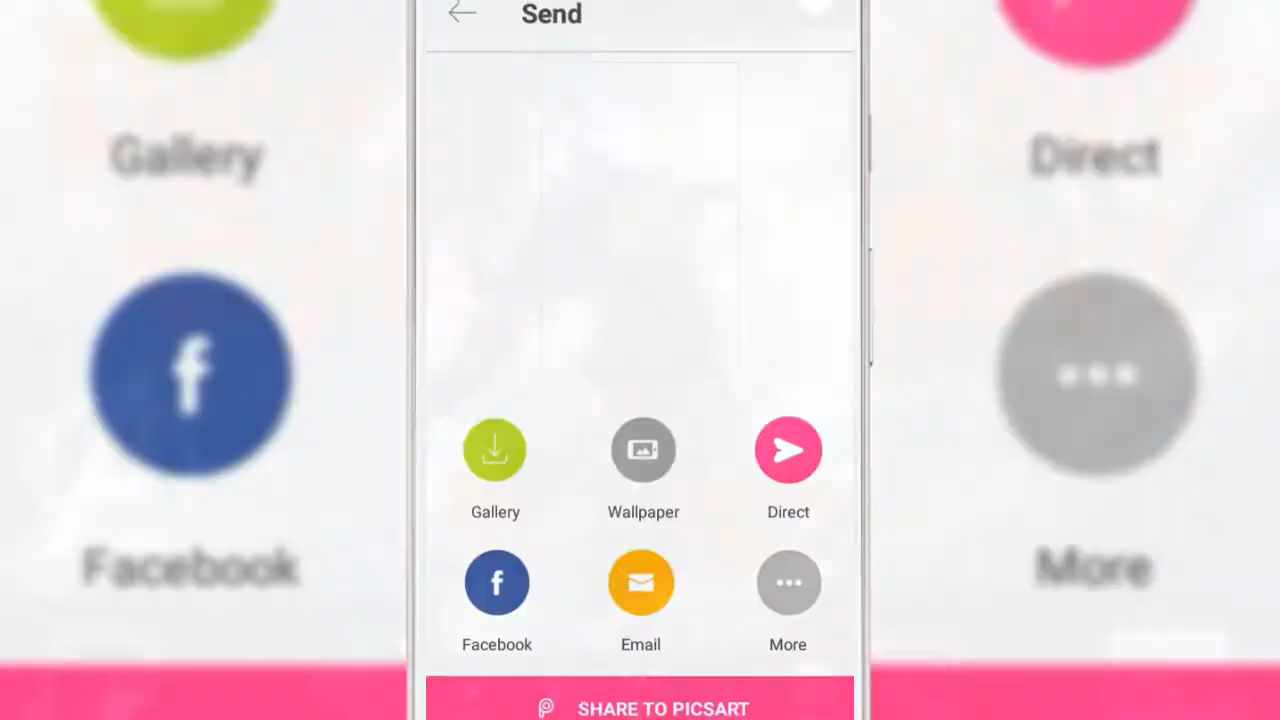 Send
Gallery
Direct
Gallery Wallpaper Direct
Facebook Email More
Facebook
More
SHARE TO PICSART